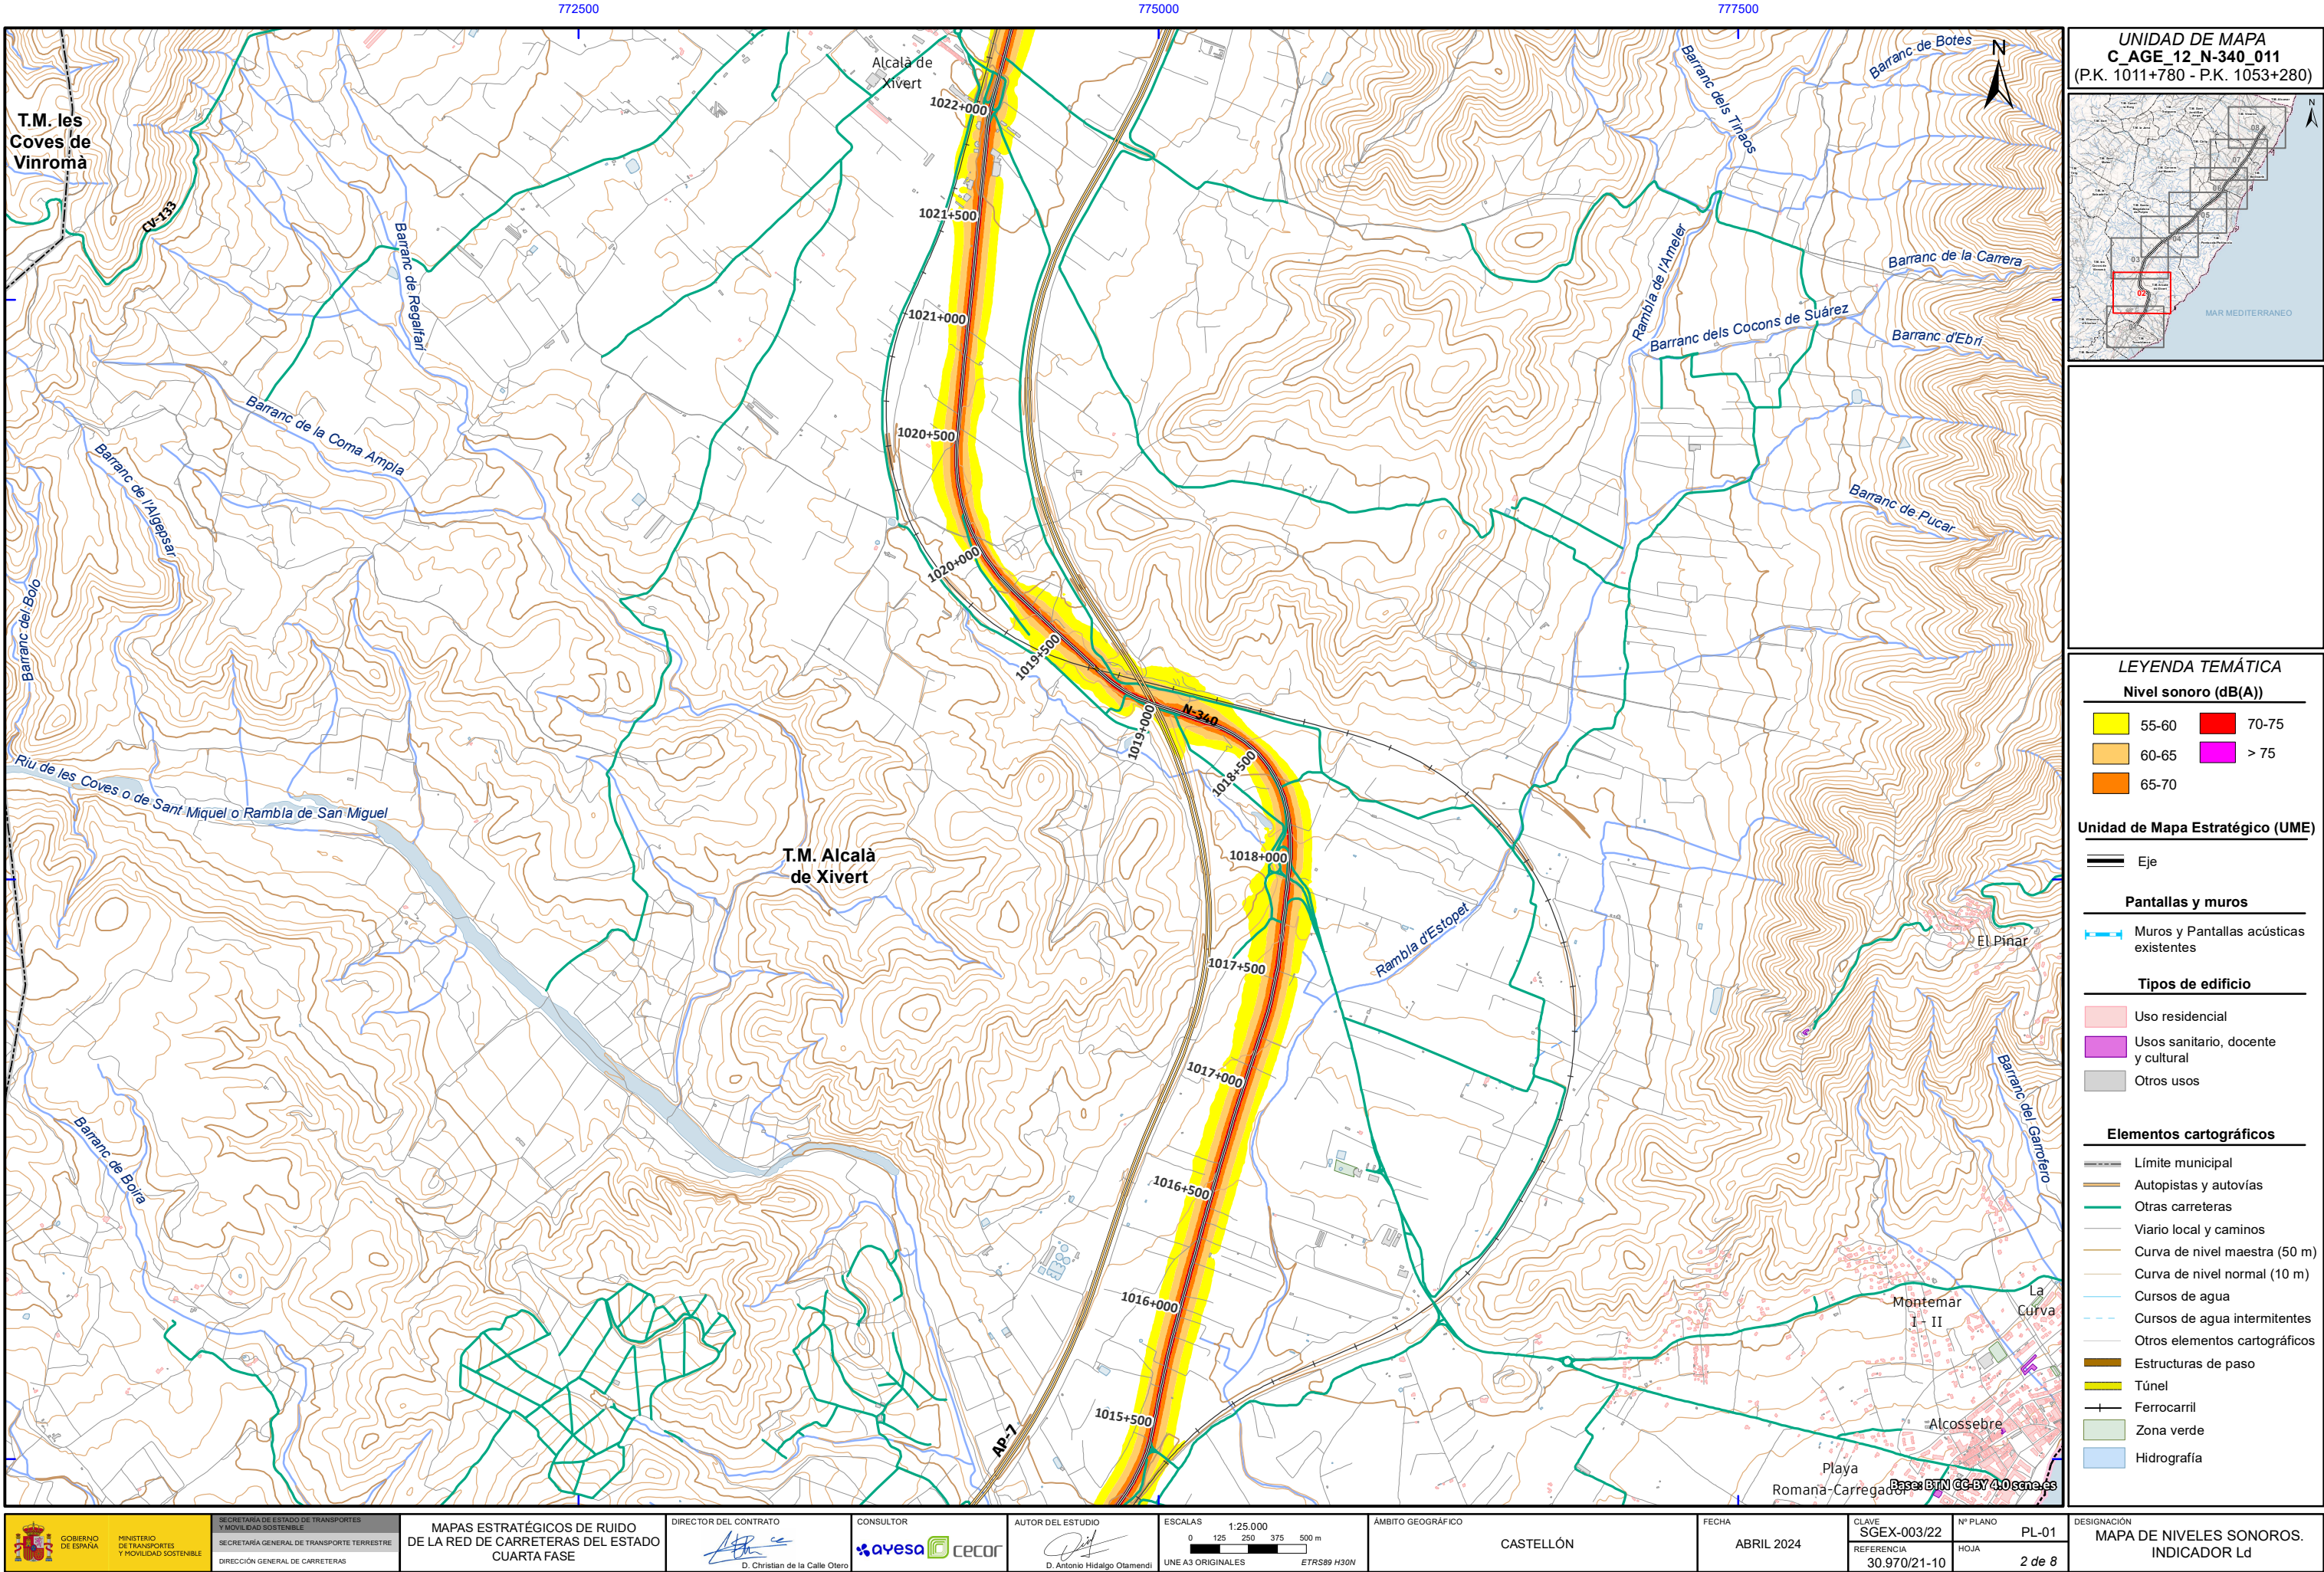 772500
775000
777500
UNIDAD DE MAPA
C_AGE_12_N-340_011
(P.K. 1011+780 - P.K. 1053+280)
N
N
08
07
06
05
04
03
02
MAR MEDITERRANEO
T.M. les
Coves de
Vinromà
CV-133
Alcalà de
Xivert
1022+000
1021+500
1021+000
1020+500
1020+000
1019+500
1019+000
N-340
1018+500
1018+000
1017+500
1017+000
1016+500
1016+000
1015+500
AP-7
Barranc de Regalfarí
Barranc de la Coma Ampla
Barranc de l'Algepsar
Barranc del Bolo
Riu de les Coves o de Sant Miquel o Rambla de San Miguel
Barranc de Boira
T.M. Alcalà
de Xivert
Barranc dels Tinaos
Barranc de Botes
Rambla de l'Ameler
Barranc de la Carrera
Barranc dels Cocons de Suárez
Barranc d'Ebrí
Barranc de Pucar
Rambla d'Estopet
El Pinar
Barranc del Garrofero
Montemar
I - II
La
Curva
Alcossebre
Playa
Romana-Carregador
Base: BTN CC-BY 4.0 scne.es
LEYENDA TEMÁTICA
Nivel sonoro (dB(A))
55-60
70-75
60-65
> 75
65-70
Unidad de Mapa Estratégico (UME)
Eje
Pantallas y muros
Muros y Pantallas acústicas
existentes
Tipos de edificio
Uso residencial
Usos sanitario, docente
y cultural
Otros usos
Elementos cartográficos
Límite municipal
Autopistas y autovías
Otras carreteras
Viario local y caminos
Curva de nivel maestra (50 m)
Curva de nivel normal (10 m)
Cursos de agua
Cursos de agua intermitentes
Otros elementos cartográficos
Estructuras de paso
Túnel
Ferrocarril
Zona verde
Hidrografía
GOBIERNO
DE ESPAÑA
MINISTERIO
DE TRANSPORTES
Y MOVILIDAD SOSTENIBLE
SECRETARÍA DE ESTADO DE TRANSPORTES
Y MOVILIDAD SOSTENIBLE
SECRETARÍA GENERAL DE TRANSPORTE TERRESTRE
DIRECCIÓN GENERAL DE CARRETERAS
MAPAS ESTRATÉGICOS DE RUIDO
DE LA RED DE CARRETERAS DEL ESTADO
CUARTA FASE
DIRECTOR DEL CONTRATO
D. Christian de la Calle Otero
CONSULTOR
ayesa cecor
AUTOR DEL ESTUDIO
D. Antonio Hidalgo Otamendi
ESCALAS
1:25.000
0 125 250 375 500 m
UNE A3 ORIGINALES
ETRS89 H30N
ÁMBITO GEOGRÁFICO
CASTELLÓN
FECHA
ABRIL 2024
CLAVE
SGEX-003/22
REFERENCIA
30.970/21-10
Nº PLANO
PL-01
HOJA
2 de 8
DESIGNACIÓN
MAPA DE NIVELES SONOROS.
INDICADOR Ld